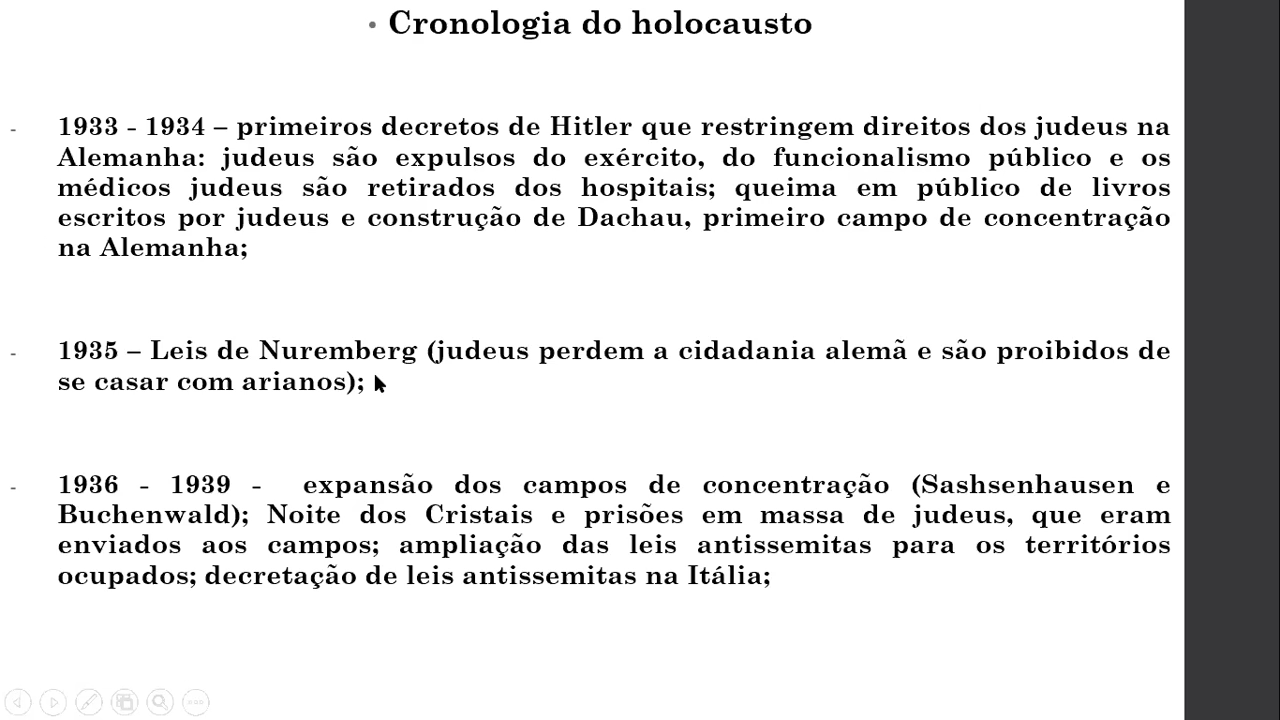 • Cronologia do holocausto
- 1933 - 1934 – primeiros decretos de Hitler que restringem direitos dos judeus na
Alemanha: judeus são expulsos do exército, do funcionalismo público e os
médicos judeus são retirados dos hospitais; queima em público de livros
escritos por judeus e construção de Dachau, primeiro campo de concentração
na Alemanha;
- 1935 – Leis de Nuremberg (judeus perdem a cidadania alemã e são proibidos de
se casar com arianos);
- 1936 - 1939 - expansão dos campos de concentração (Sashsenhausen e
Buchenwald); Noite dos Cristais e prisões em massa de judeus, que eram
enviados aos campos; ampliação das leis antissemitas para os territórios
ocupados; decretação de leis antissemitas na Itália;